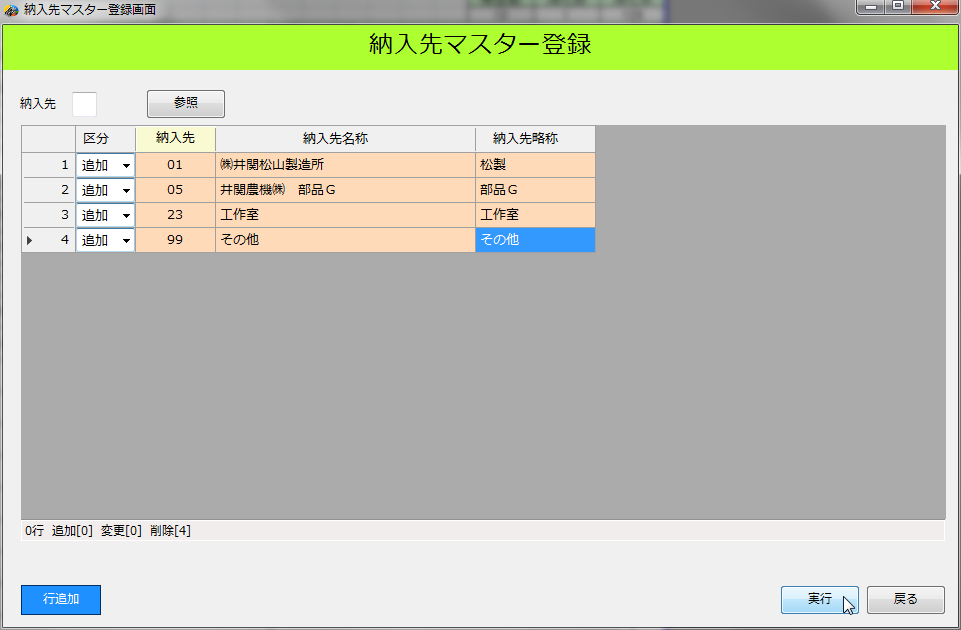 納入先マスター登録画面
納入先マスター登録
納入先 参照
区分 納入先 納入先名称 納入先略称
1 追加 01 ㈱井関松山製造所 松製
2 追加 05 井関農機㈱　部品Ｇ 部品Ｇ
3 追加 23 工作室 工作室
4 追加 99 その他 その他
0行 追加[0] 変更[0] 削除[4]
行追加 実行 戻る